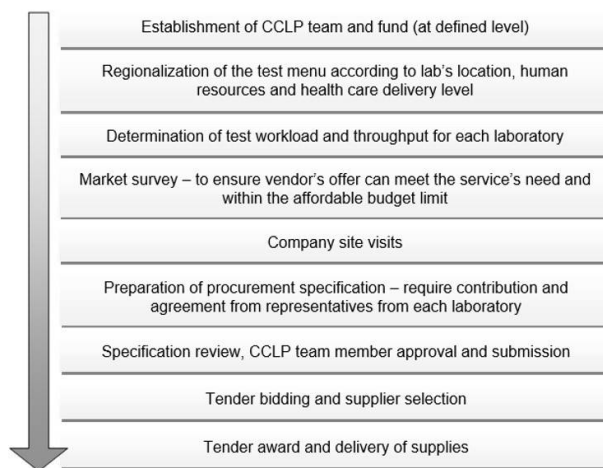 Establishment of CCLP team and fund (at defined level)
Regionalization of the test menu according to lab's location, human
resources and health care delivery level
Determination of test workload and throughput for each laboratory
Market survey – to ensure vendor's offer can meet the service's need and
within the affordable budget limit
Company site visits
Preparation of procurement specification – require contribution and
agreement from representatives from each laboratory
Specification review, CCLP team member approval and submission
Tender bidding and supplier selection
Tender award and delivery of supplies